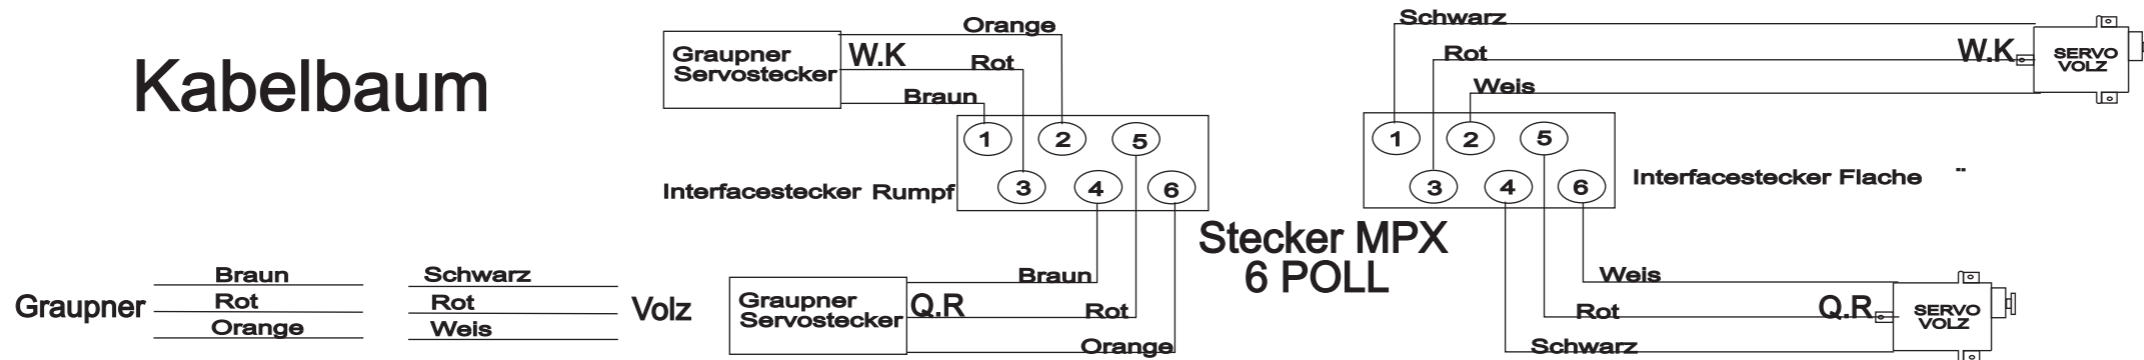 Kabelbaum
Graupner
Braun
Rot
Orange
Schwarz
Rot
Weis
Volz
Graupner
Servostecker
W.K
Orange
Rot
Braun
1 2 5
3 4 6
Interfacestecker Rumpf
Graupner
Servostecker
Q.R
Braun
Rot
Orange
Stecker MPX
6 POLL
Schwarz
Rot
Weis
W.K
SERVO
VOLZ
1 2 5
3 4 6
Interfacestecker Flache ¨
Weis
Rot
Schwarz
Q.R
SERVO
VOLZ